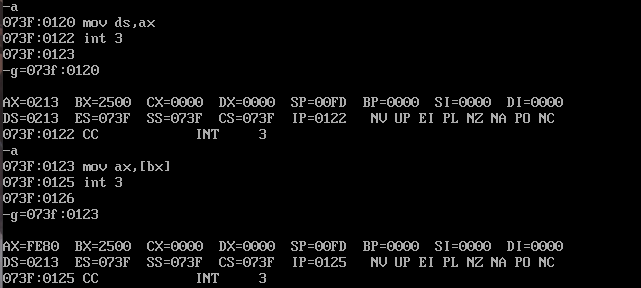 -a
073F:0120 mov ds,ax
073F:0122 int 3
073F:0123
-g=073f:0120
AX=0213 BX=2500 CX=0000 DX=0000 SP=00FD BP=0000 SI=0000 DI=0000
DS=0213 ES=073F SS=073F CS=073F IP=0122 NV UP EI PL NZ NA PO NC
073F:0122 CC INT 3
-a
073F:0123 mov ax,[bx]
073F:0125 int 3
073F:0126
-g=073f:0123
AX=FE80 BX=2500 CX=0000 DX=0000 SP=00FD BP=0000 SI=0000 DI=0000
DS=0213 ES=073F SS=073F CS=073F IP=0125 NV UP EI PL NZ NA PO NC
073F:0125 CC INT 3